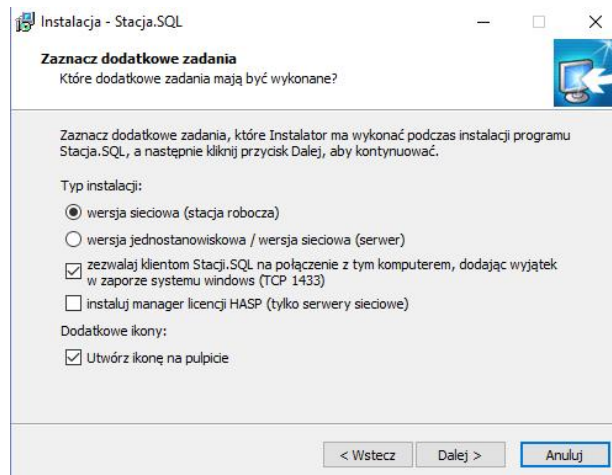 Instalacja - Stacja.SQL
Zaznacz dodatkowe zadania
Które dodatkowe zadania mają być wykonane?
Zaznacz dodatkowe zadania, które Instalator ma wykonać podczas instalacji programu
Stacja.SQL, a następnie kliknij przycisk Dalej, aby kontynuować.
Typ instalacji:
wersja sieciowa (stacja robocza)
wersja jednostanowiskowa / wersja sieciowa (serwer)
zezwalaj klientom Stacji.SQL na połączenie z tym komputerem, dodając wyjątek
w zaporze systemu windows (TCP 1433)
instaluj manager licencji HASP (tylko serwery sieciowe)
Dodatkowe ikony:
Utwórz ikonę na pulpicie
< Wstecz Dalej > Anuluj